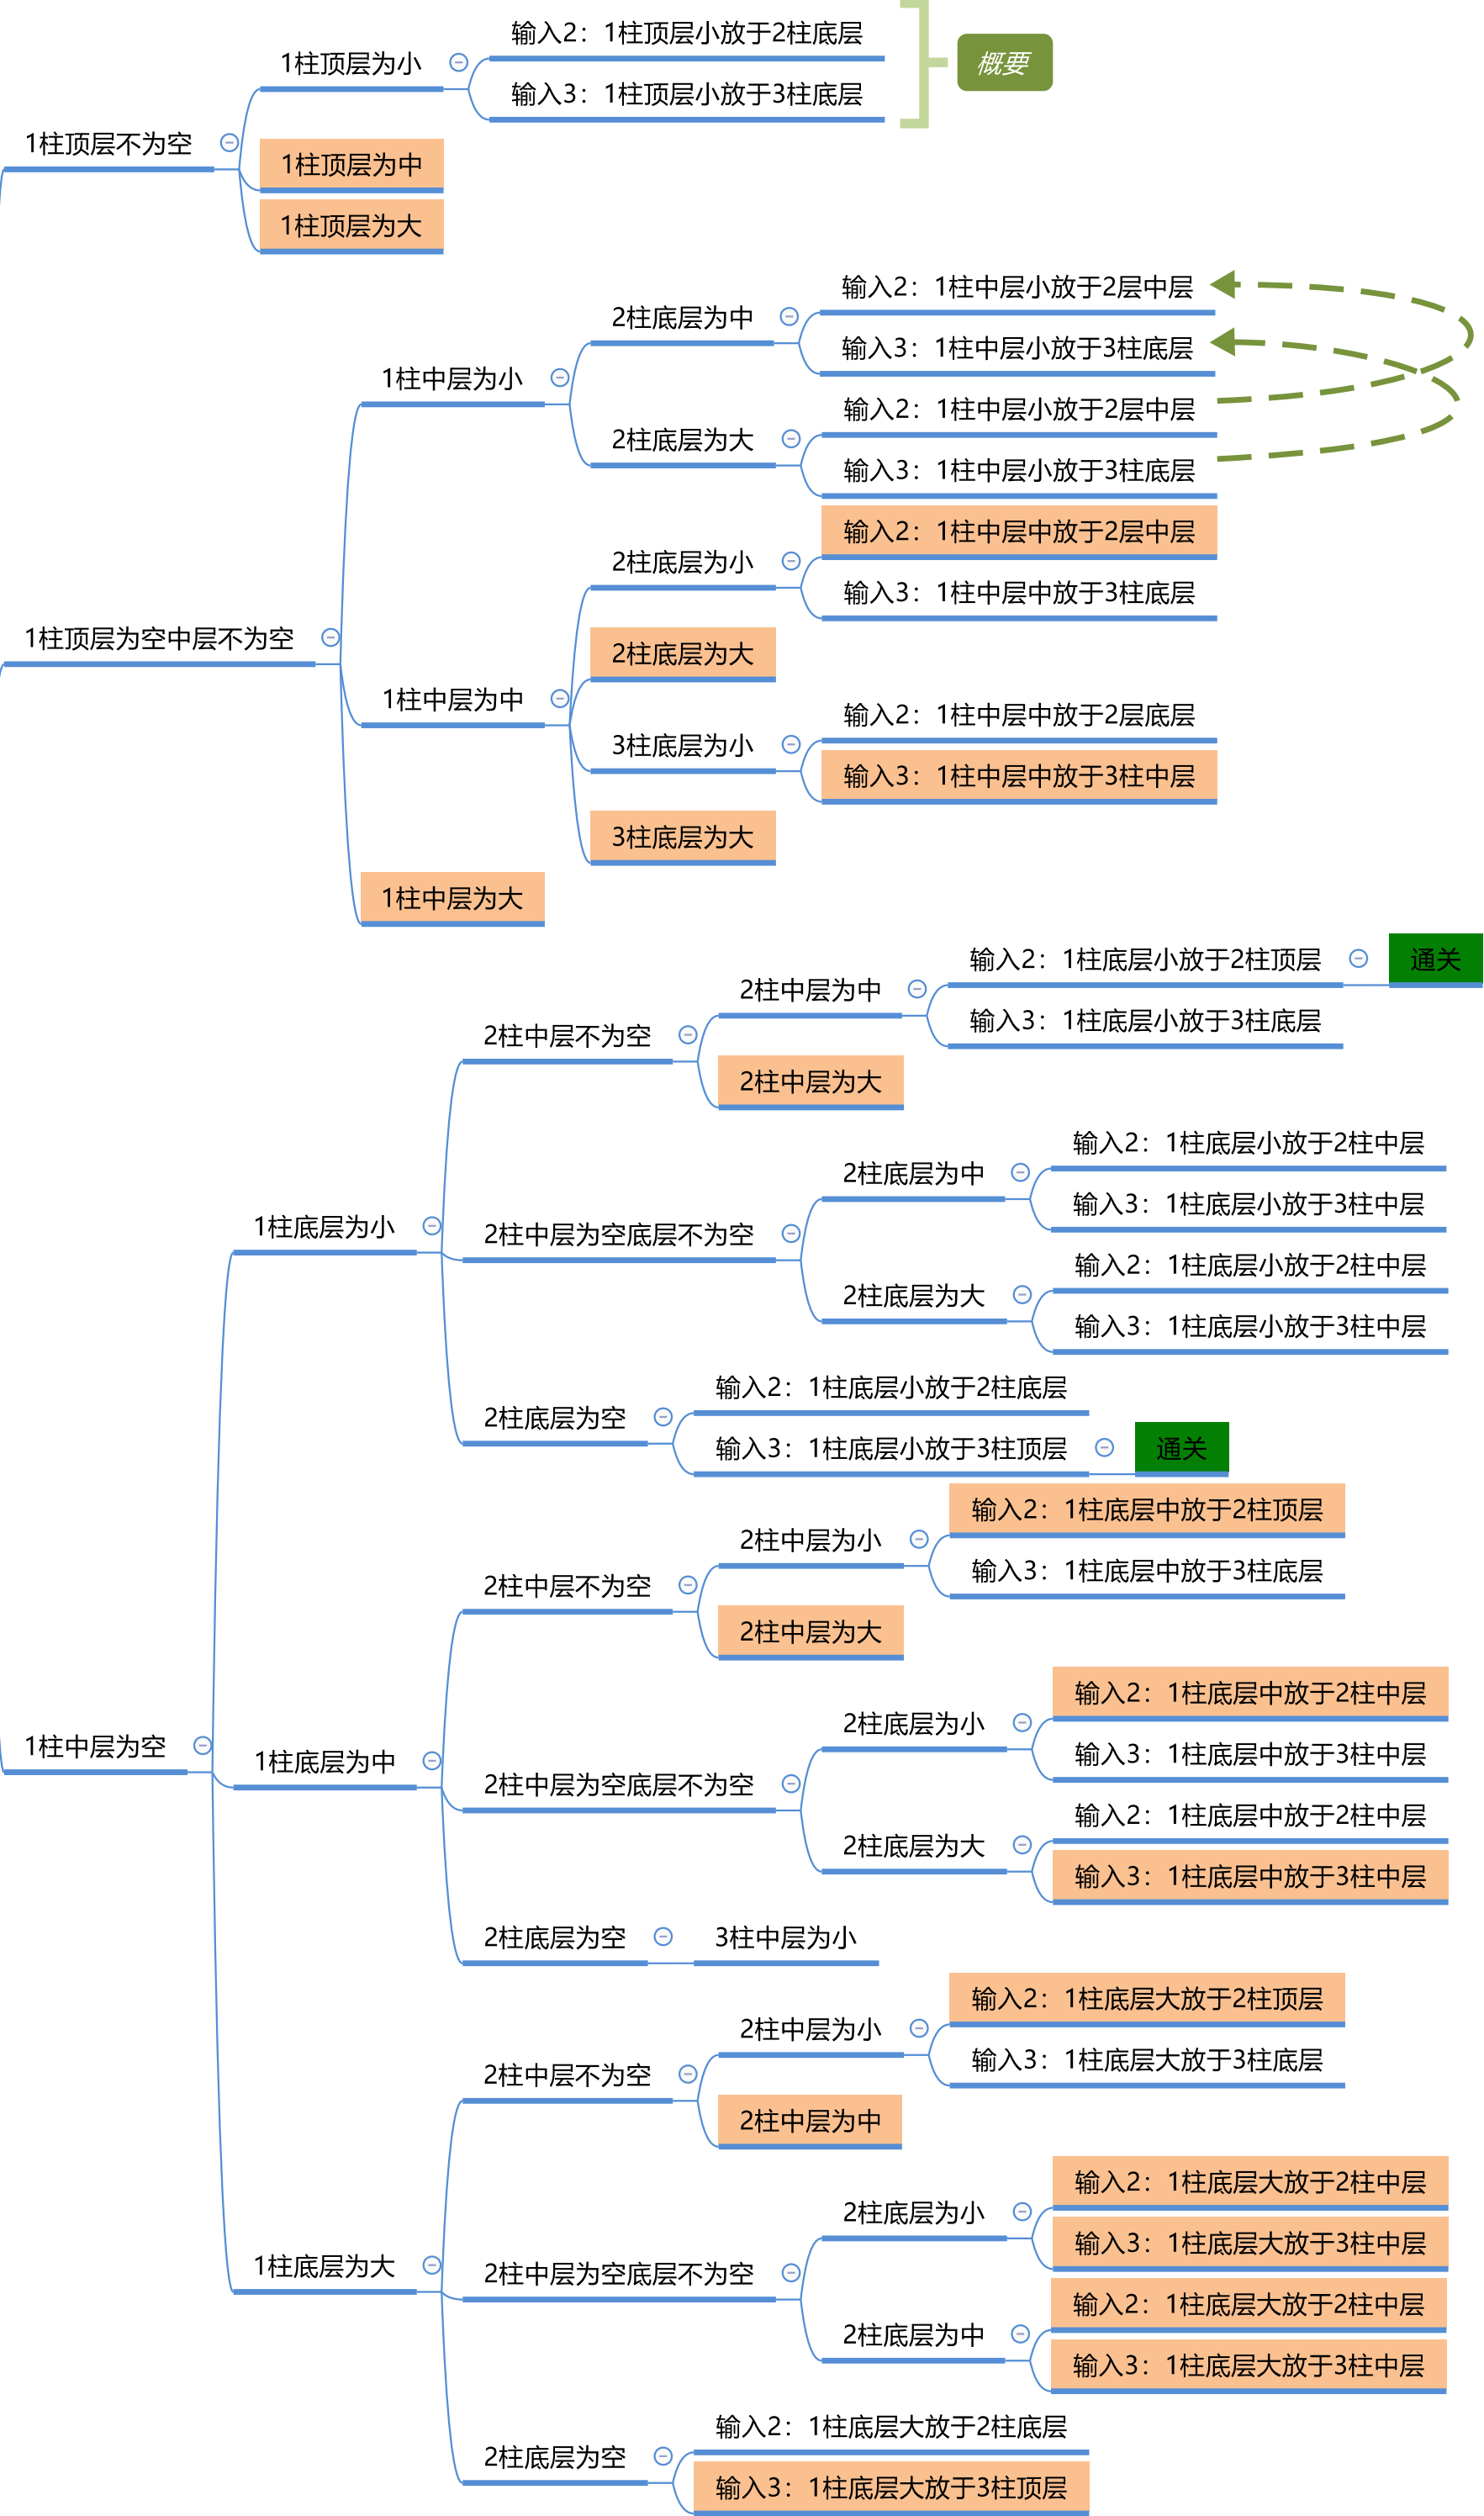 输入2：1柱顶层小放于2柱底层
概要
1柱顶层为小
输入3：1柱顶层小放于3柱底层
1柱顶层不为空
1柱顶层为中
1柱顶层为大
输入2：1柱中层小放于2层中层
2柱底层为中
输入3：1柱中层小放于3柱底层
1柱中层为小
输入2：1柱中层小放于2层中层
2柱底层为大
输入3：1柱中层小放于3柱底层
输入2：1柱中层中放于2层中层
2柱底层为小
输入3：1柱中层中放于3柱底层
1柱顶层为空中层不为空
2柱底层为大
1柱中层为中
输入2：1柱中层中放于2层底层
3柱底层为小
输入3：1柱中层中放于3柱中层
3柱底层为大
1柱中层为大
输入2：1柱底层小放于2柱顶层
通关
2柱中层为中
输入3：1柱底层小放于3柱底层
2柱中层不为空
2柱中层为大
输入2：1柱底层小放于2柱中层
2柱底层为中
输入3：1柱底层小放于3柱中层
1柱底层为小
2柱中层为空底层不为空
输入2：1柱底层小放于2柱中层
2柱底层为大
输入3：1柱底层小放于3柱中层
输入2：1柱底层小放于2柱底层
2柱底层为空
输入3：1柱底层小放于3柱顶层
通关
输入2：1柱底层中放于2柱顶层
2柱中层为小
输入3：1柱底层中放于3柱底层
2柱中层不为空
2柱中层为大
输入2：1柱底层中放于2柱中层
2柱底层为小
输入3：1柱底层中放于3柱中层
1柱中层为空
1柱底层为中
2柱中层为空底层不为空
输入2：1柱底层中放于2柱中层
2柱底层为大
输入3：1柱底层中放于3柱中层
2柱底层为空
3柱中层为小
输入2：1柱底层大放于2柱顶层
2柱中层为小
输入3：1柱底层大放于3柱底层
2柱中层不为空
2柱中层为中
输入2：1柱底层大放于2柱中层
2柱底层为小
输入3：1柱底层大放于3柱中层
1柱底层为大
2柱中层为空底层不为空
输入2：1柱底层大放于2柱中层
2柱底层为中
输入3：1柱底层大放于3柱中层
输入2：1柱底层大放于2柱底层
2柱底层为空
输入3：1柱底层大放于3柱顶层